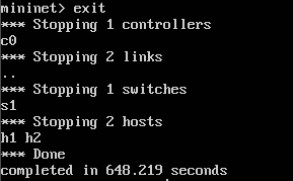 mininet> exit
*** Stopping 1 controllers
c0
*** Stopping 2 links
..
*** Stopping 1 switches
s1
*** Stopping 2 hosts
h1 h2
*** Done
completed in 648.219 seconds